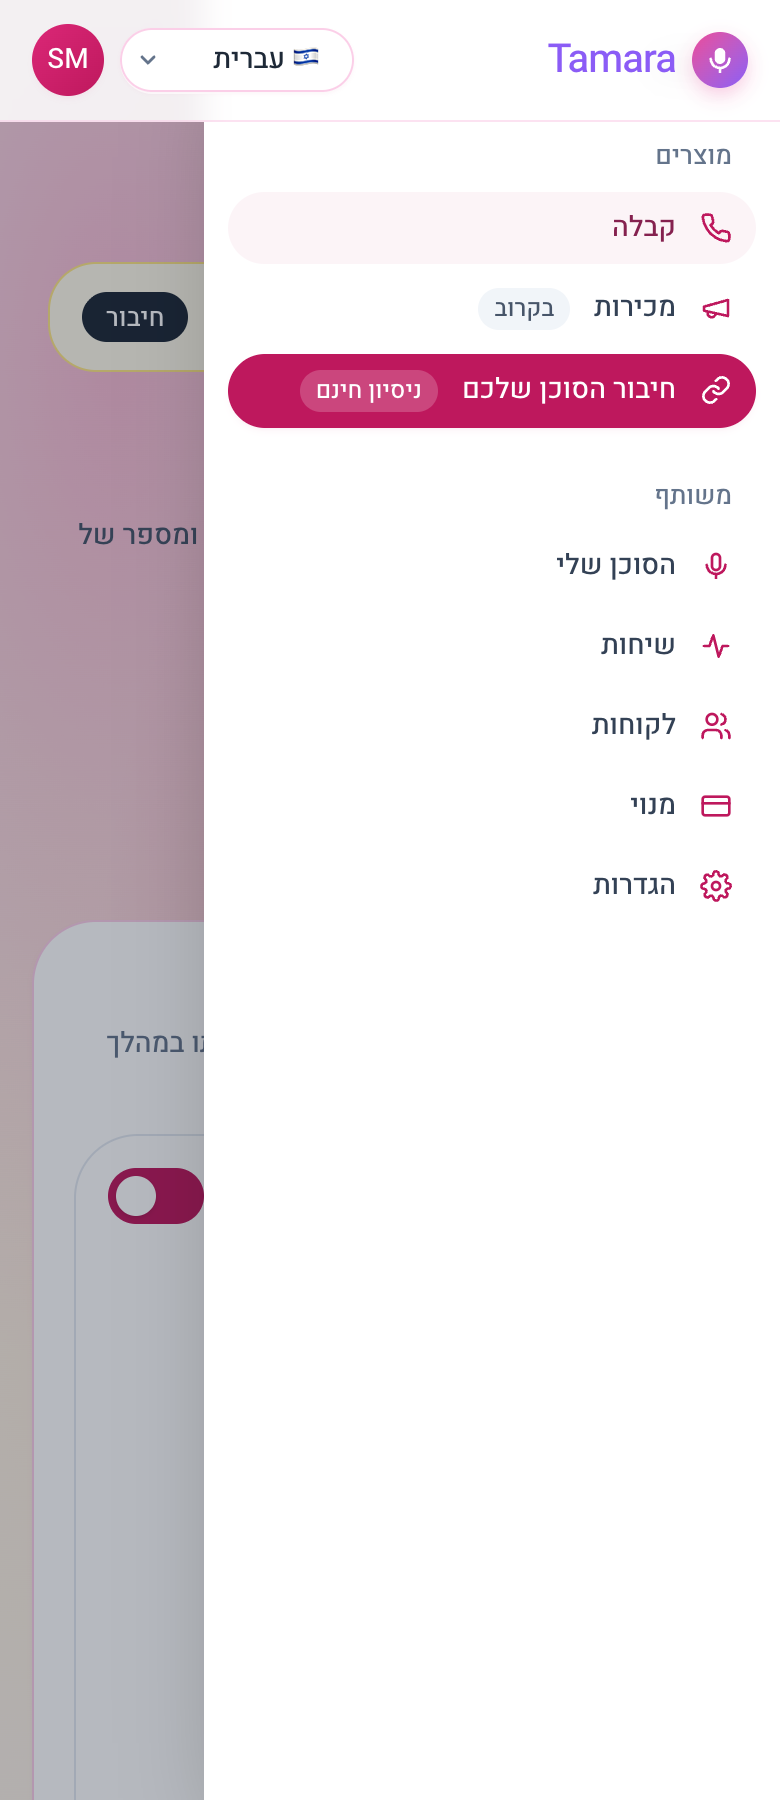 Tamara
🇮🇱 עברית
SM
מוצרים
קבלה
מכירות בקרוב
חיבור הסוכן שלכם ניסיון חינם
משותף
הסוכן שלי
שיחות
לקוחות
מנוי
הגדרות
חיבור
ומספר של
במהלך